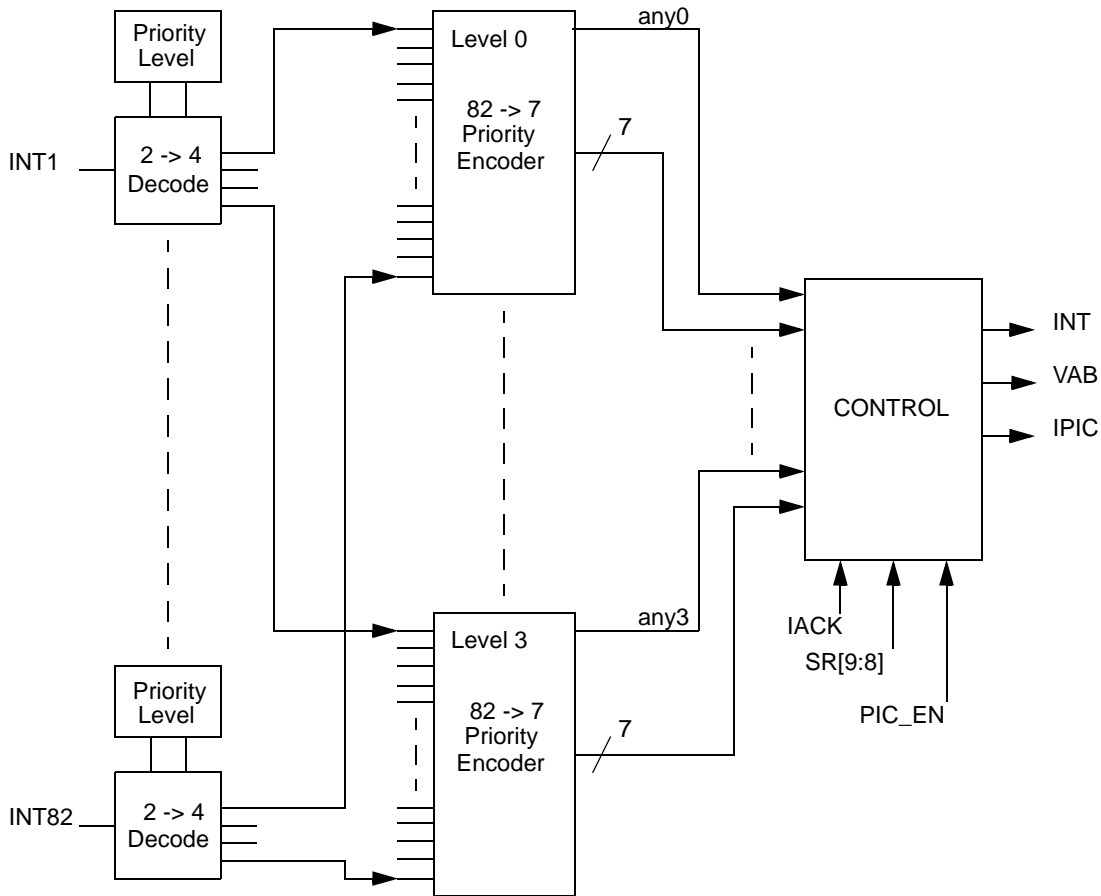 any0
Priority
Level
Level 0
82 -> 7
Priority
Encoder
7
INT1
2 -> 4
Decode
INT
VAB
CONTROL
IPIC
any3
IACK
Level 3
SR[9:8]
Priority
Level
82 -> 7
Priority
Encoder
7
PIC_EN
INT82
2 -> 4
Decode